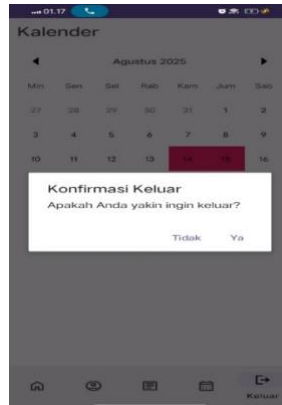 01.17
Kalender
Agustus 2025
Min Sen Sel Rab Kam Jum Sab
27 28 29 30 31 1 2
3 4 5 6 7 8 9
10 11 12 13 14 15 16
Konfirmasi Keluar
Apakah Anda yakin ingin keluar?
Tidak Ya
Keluar